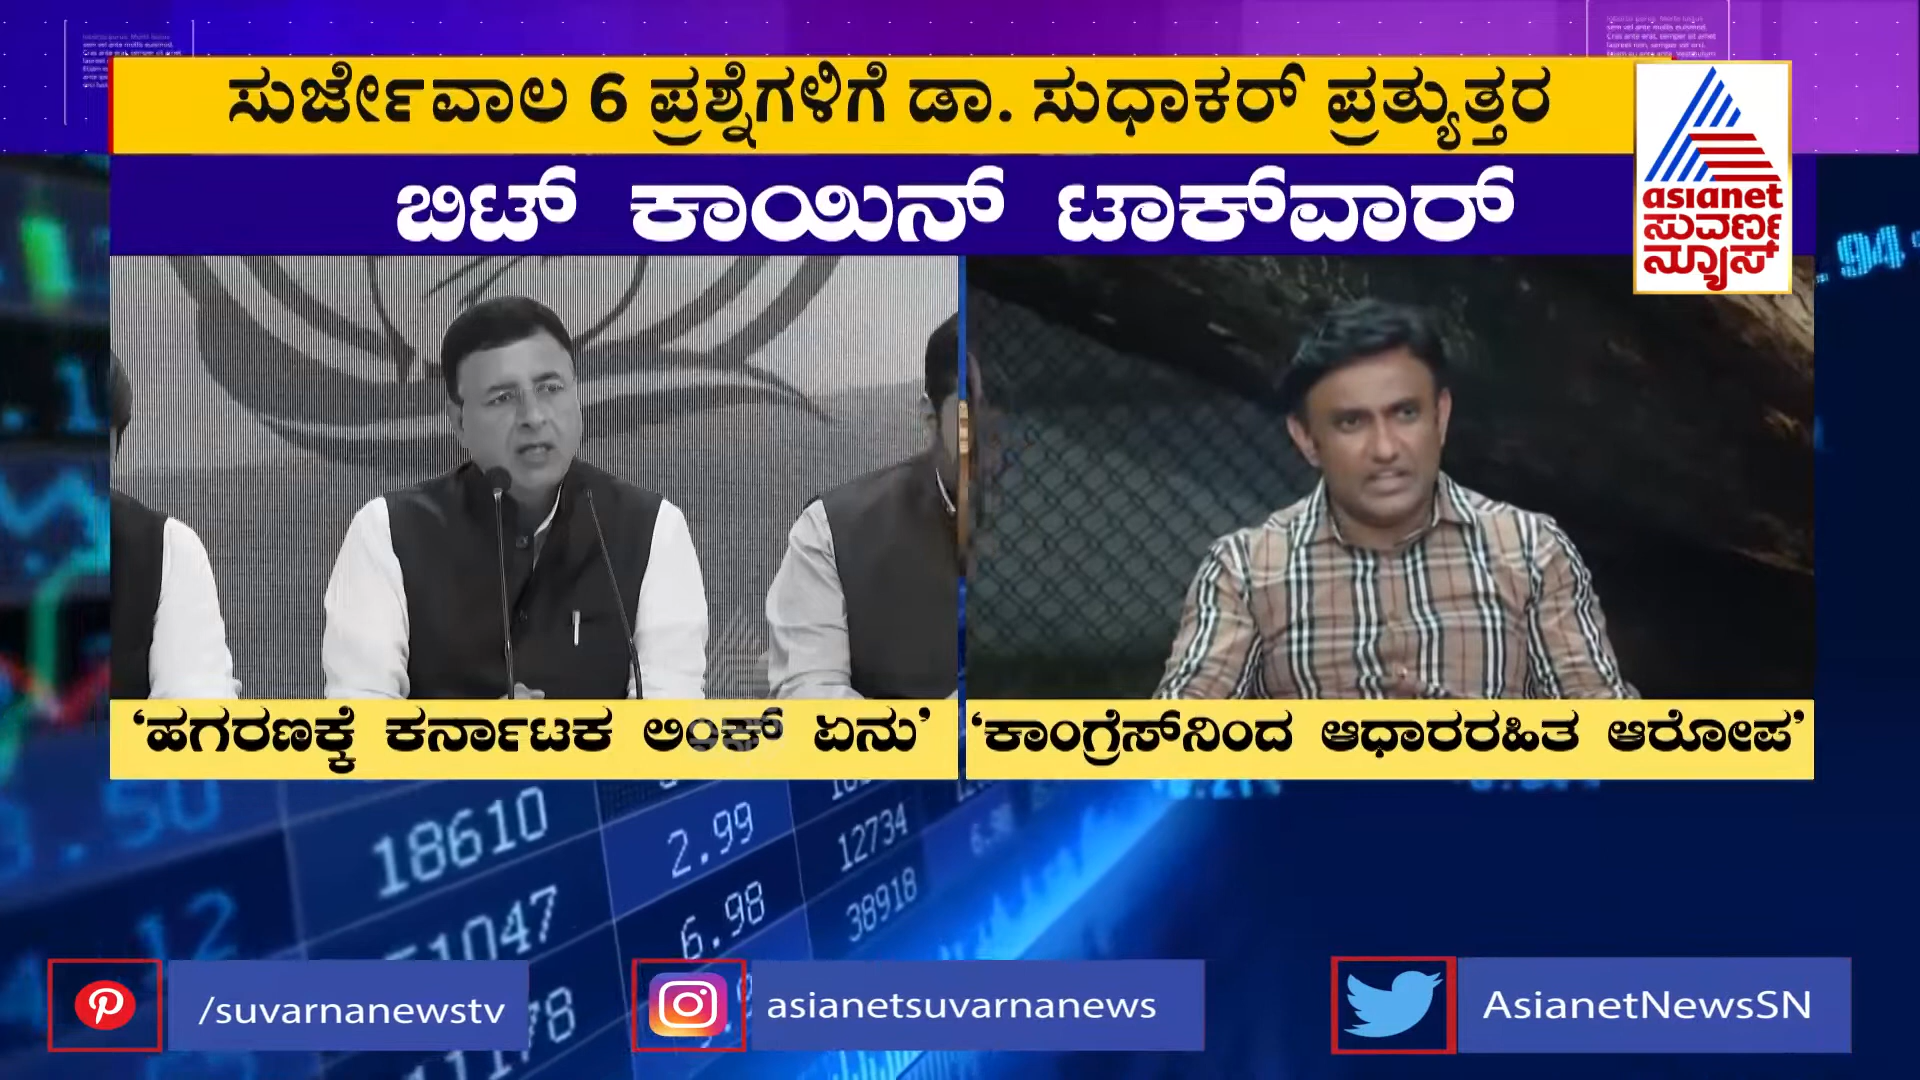 ಸುರ್ಜೇವಾಲ 6 ಪ್ರಶ್ನೆಗಳಿಗೆ ಡಾ. ಸುಧಾಕರ್ ಪ್ರತ್ಯುತ್ತರ
ಬಿಟ್ ಕಾಯಿನ್ ಟಾಕ್‌ವಾರ್
asianet
ಸುವರ್ಣ
ನ್ಯೂಸ್
.94
‘ಹಗರಣಕ್ಕೆ ಕರ್ನಾಟಕ ಲಿಂಕ್ ಏನು’
‘ಕಾಂಗ್ರೆಸ್‌ನಿಂದ ಆಧಾರರಹಿತ ಆರೋಪ’
18610
2.99
12734
6.98
38918
/suvarnanewstv
asianetsuvarnanews
AsianetNewsSN